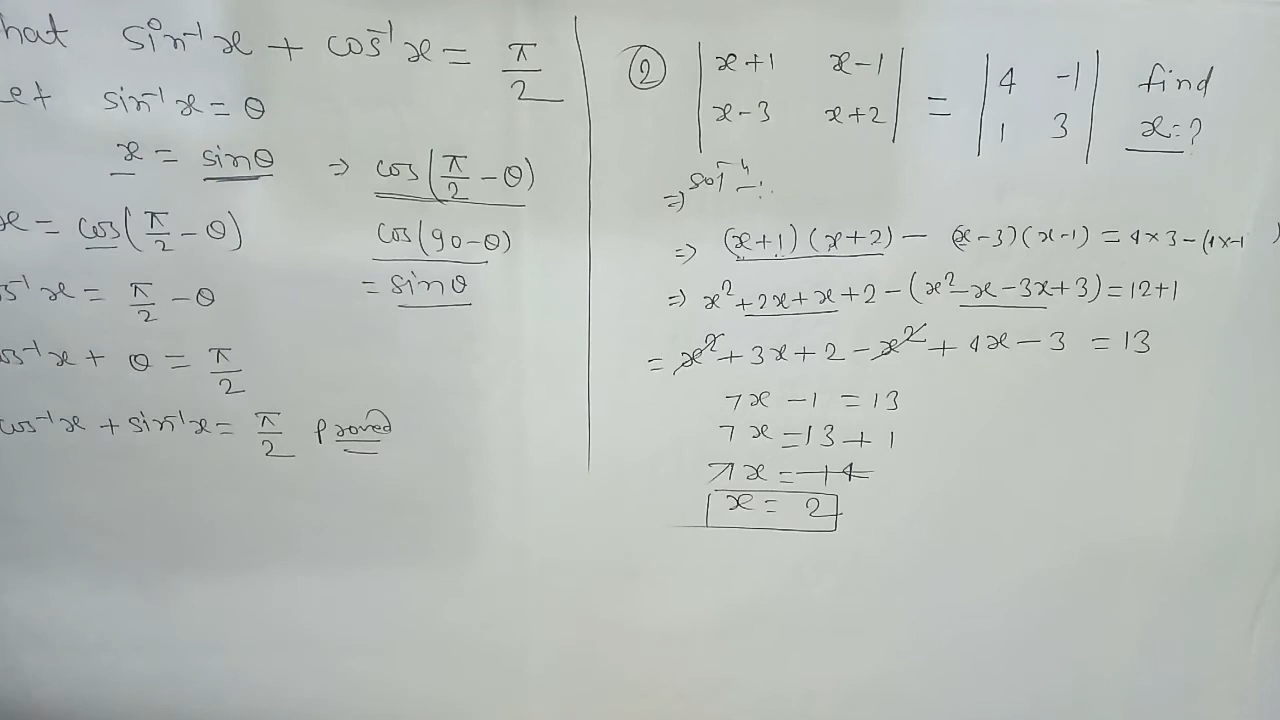 hat sin⁻¹x + cos⁻¹x = π/2
et sin⁻¹x = θ
x = sinθ ⇒ cos(π/2 − θ)
x = cos(π/2 − θ) cos(90−θ)
= sinθ
s⁻¹x = π/2 − θ
os⁻¹x + θ = π/2
cos⁻¹x + sin⁻¹x = π/2 proved
② | x+1 x−1 | = | 4 −1 | find
| x−3 x+2 | | 1 3 | x=?
⇒ solⁿ −:
⇒ (x+1)(x+2) − (x−3)(x−1) = 4×3−(1×−1)
⇒ x²+2x+x+2−(x²−x−3x+3)=12+1
= x²+3x+2−x²+4x−3 = 13
7x −1 = 13
7x =13+1
7x = 14
x = 2